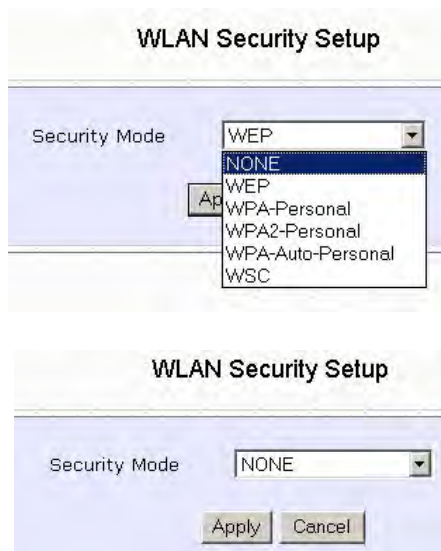 WLAN Security Setup
Security Mode WEP
NONE
WEP
Ap
WPA-Personal
WPA2-Personal
WPA-Auto-Personal
WSC
WLAN Security Setup
Security Mode NONE
Apply Cancel